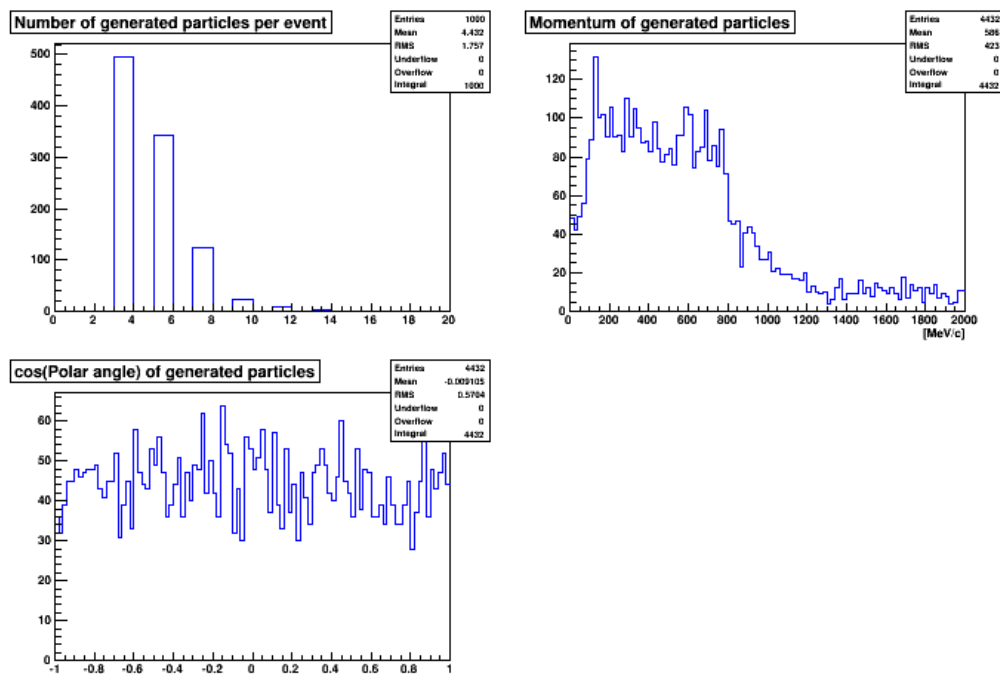 Number of generated particles per event
Entries 1000
Mean 4.432
RMS 1.757
Underflow 0
Overflow 0
Integral 1000
500
400
300
200
100
0
0 2 4 6 8 10 12 14 16 18 20
Momentum of generated particles
Entries 4432
Mean 586
RMS 423
Underflow 0
Overflow 0
Integral 4432
120
100
80
60
40
20
0
0 200 400 600 800 1000 1200 1400 1600 1800 2000
[MeV/c]
cos(Polar angle) of generated particles
Entries 4432
Mean -0.009105
RMS 0.5704
Underflow 0
Overflow 0
Integral 4432
60
50
40
30
20
10
0
-1 -0.8 -0.6 -0.4 -0.2 0 0.2 0.4 0.6 0.8 1